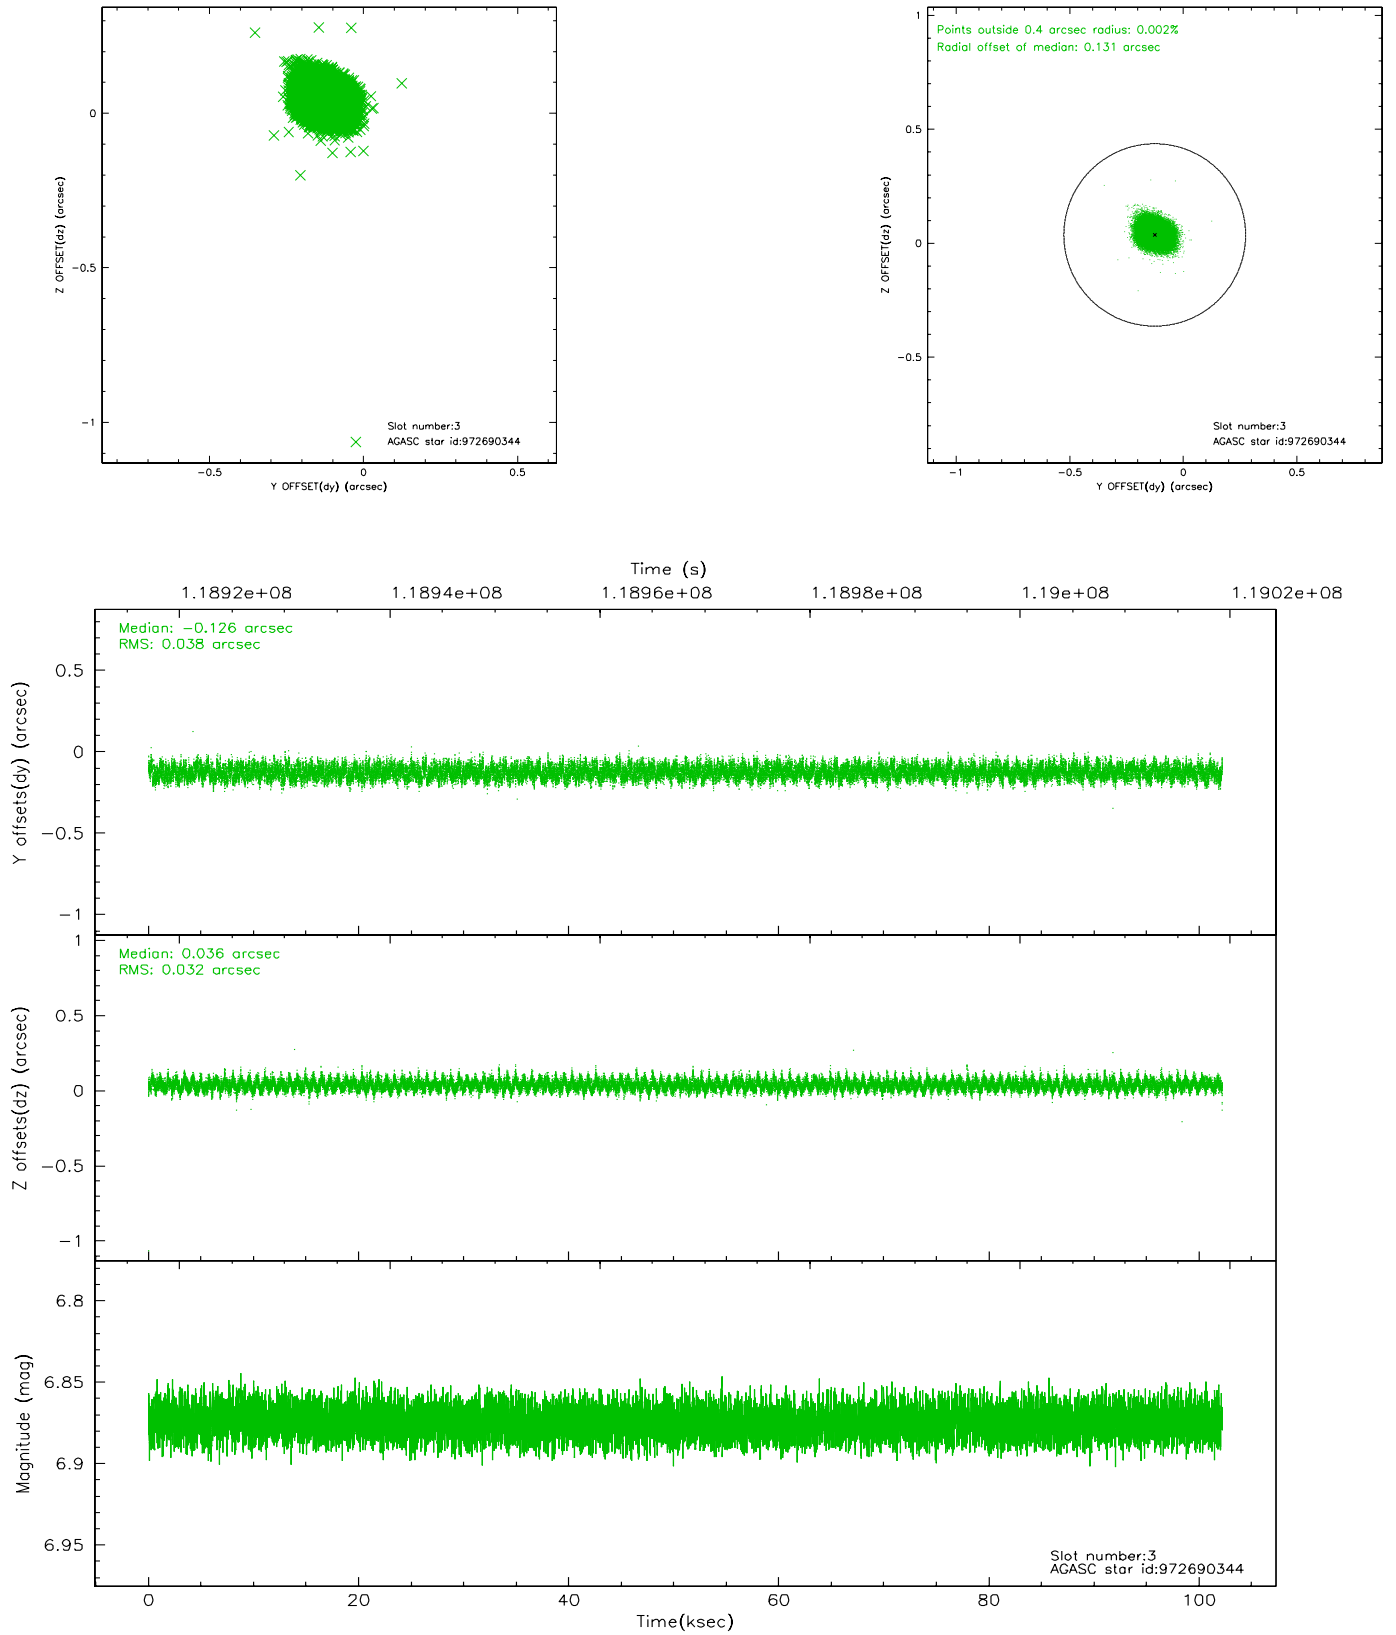 0
−0.5
−1
Z OFFSET(dz) (arcsec)
Slot number:3
AGASC star id:972690344
−0.5 0 0.5
Y OFFSET(dy) (arcsec)
Points outside 0.4 arcsec radius: 0.002%
Radial offset of median: 0.131 arcsec
1
0.5
0
−0.5
Z OFFSET(dz) (arcsec)
Slot number:3
AGASC star id:972690344
−1 −0.5 0 0.5
Y OFFSET(dy) (arcsec)
Time (s)
1.1892e+08 1.1894e+08 1.1896e+08 1.1898e+08 1.19e+08 1.1902e+08
Median: −0.126 arcsec
RMS: 0.038 arcsec
0.5
0
−0.5
−1
Y offsets(dy) (arcsec)
Median: 0.036 arcsec
RMS: 0.032 arcsec
1
0.5
0
−0.5
−1
Z offsets(dz) (arcsec)
6.8
6.85
6.9
6.95
Magnitude (mag)
Slot number:3
AGASC star id:972690344
0 20 40 60 80 100
Time(ksec)